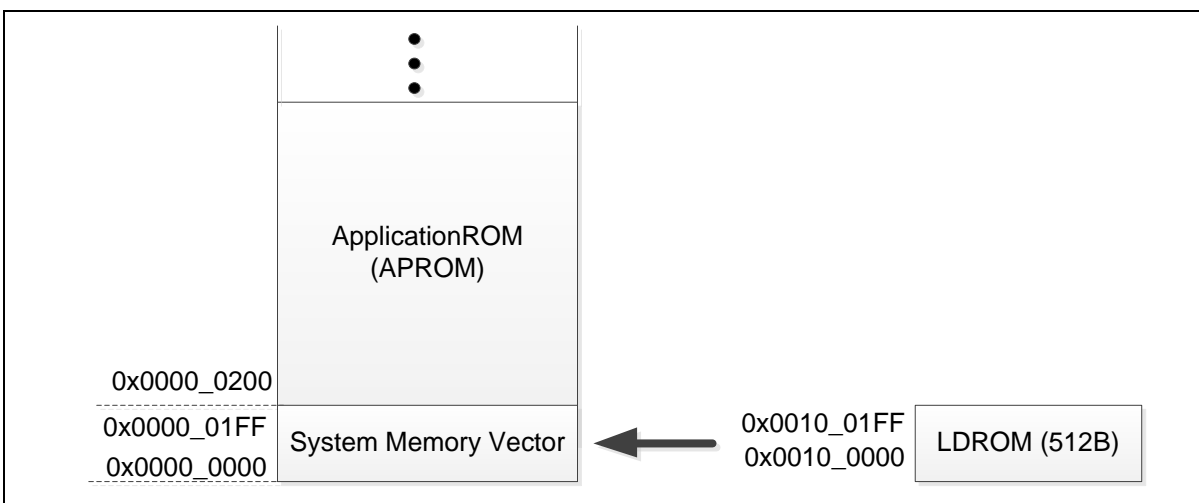 ApplicationROM
(APROM)
0x0000_0200
0x0000_01FF
System Memory Vector
0x0000_0000
0x0010_01FF
0x0010_0000
LDROM (512B)